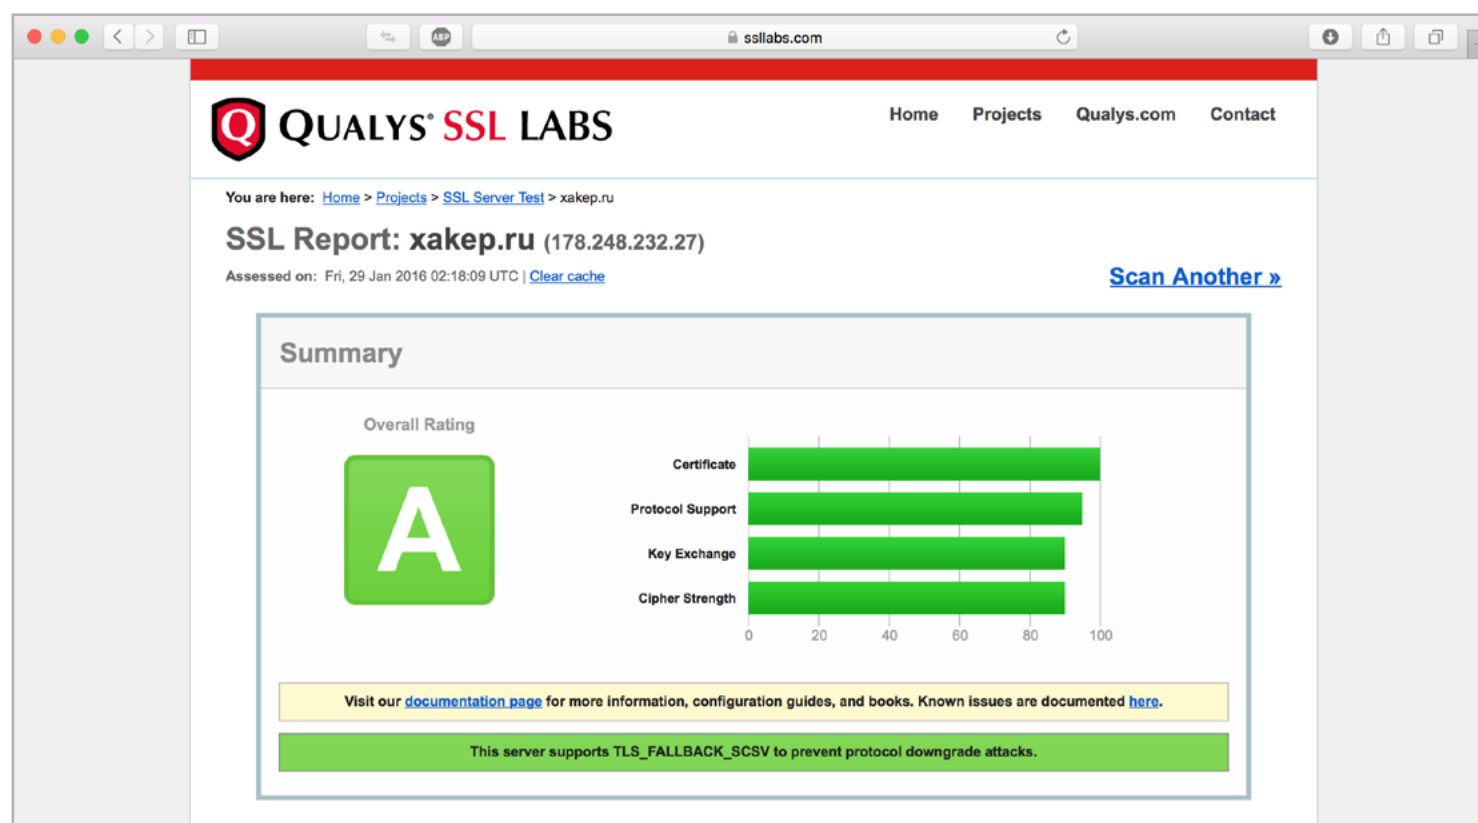 ABP
ssllabs.com
QUALYS® SSL LABS
Home Projects Qualys.com Contact
You are here: Home > Projects > SSL Server Test > xakep.ru
SSL Report: xakep.ru (178.248.232.27)
Assessed on: Fri, 29 Jan 2016 02:18:09 UTC | Clear cache
Scan Another »
Summary
Overall Rating
A
Certificate
Protocol Support
Key Exchange
Cipher Strength
0 20 40 60 80 100
Visit our documentation page for more information, configuration guides, and books. Known issues are documented here.
This server supports TLS_FALLBACK_SCSV to prevent protocol downgrade attacks.